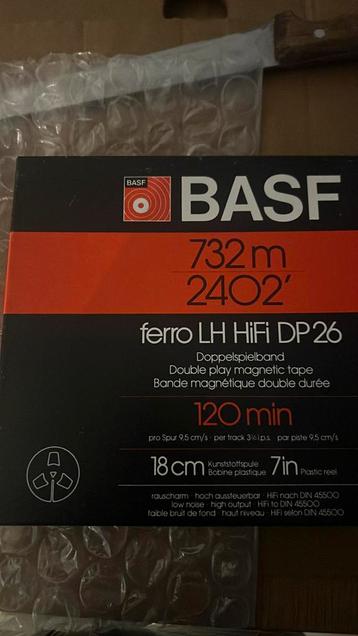 BASF
BASF
732 m
2402'
ferro LH HiFi DP 26
Doppelspielband
Double play magnetic tape
Bande magnétique double durée
120 min
pro Spur 9,5 cm/s · per track 3¾ i.p.s. · par piste 9,5 cm/s
18 cm Kunststoffspule Bobine plastique 7 in Plastic reel
rauscharm · hoch aussteuerbar · HiFi nach DIN 45500
low noise · high output · HiFi to DIN 45500
faible bruit de fond · haut niveau · HiFi selon DIN 45500